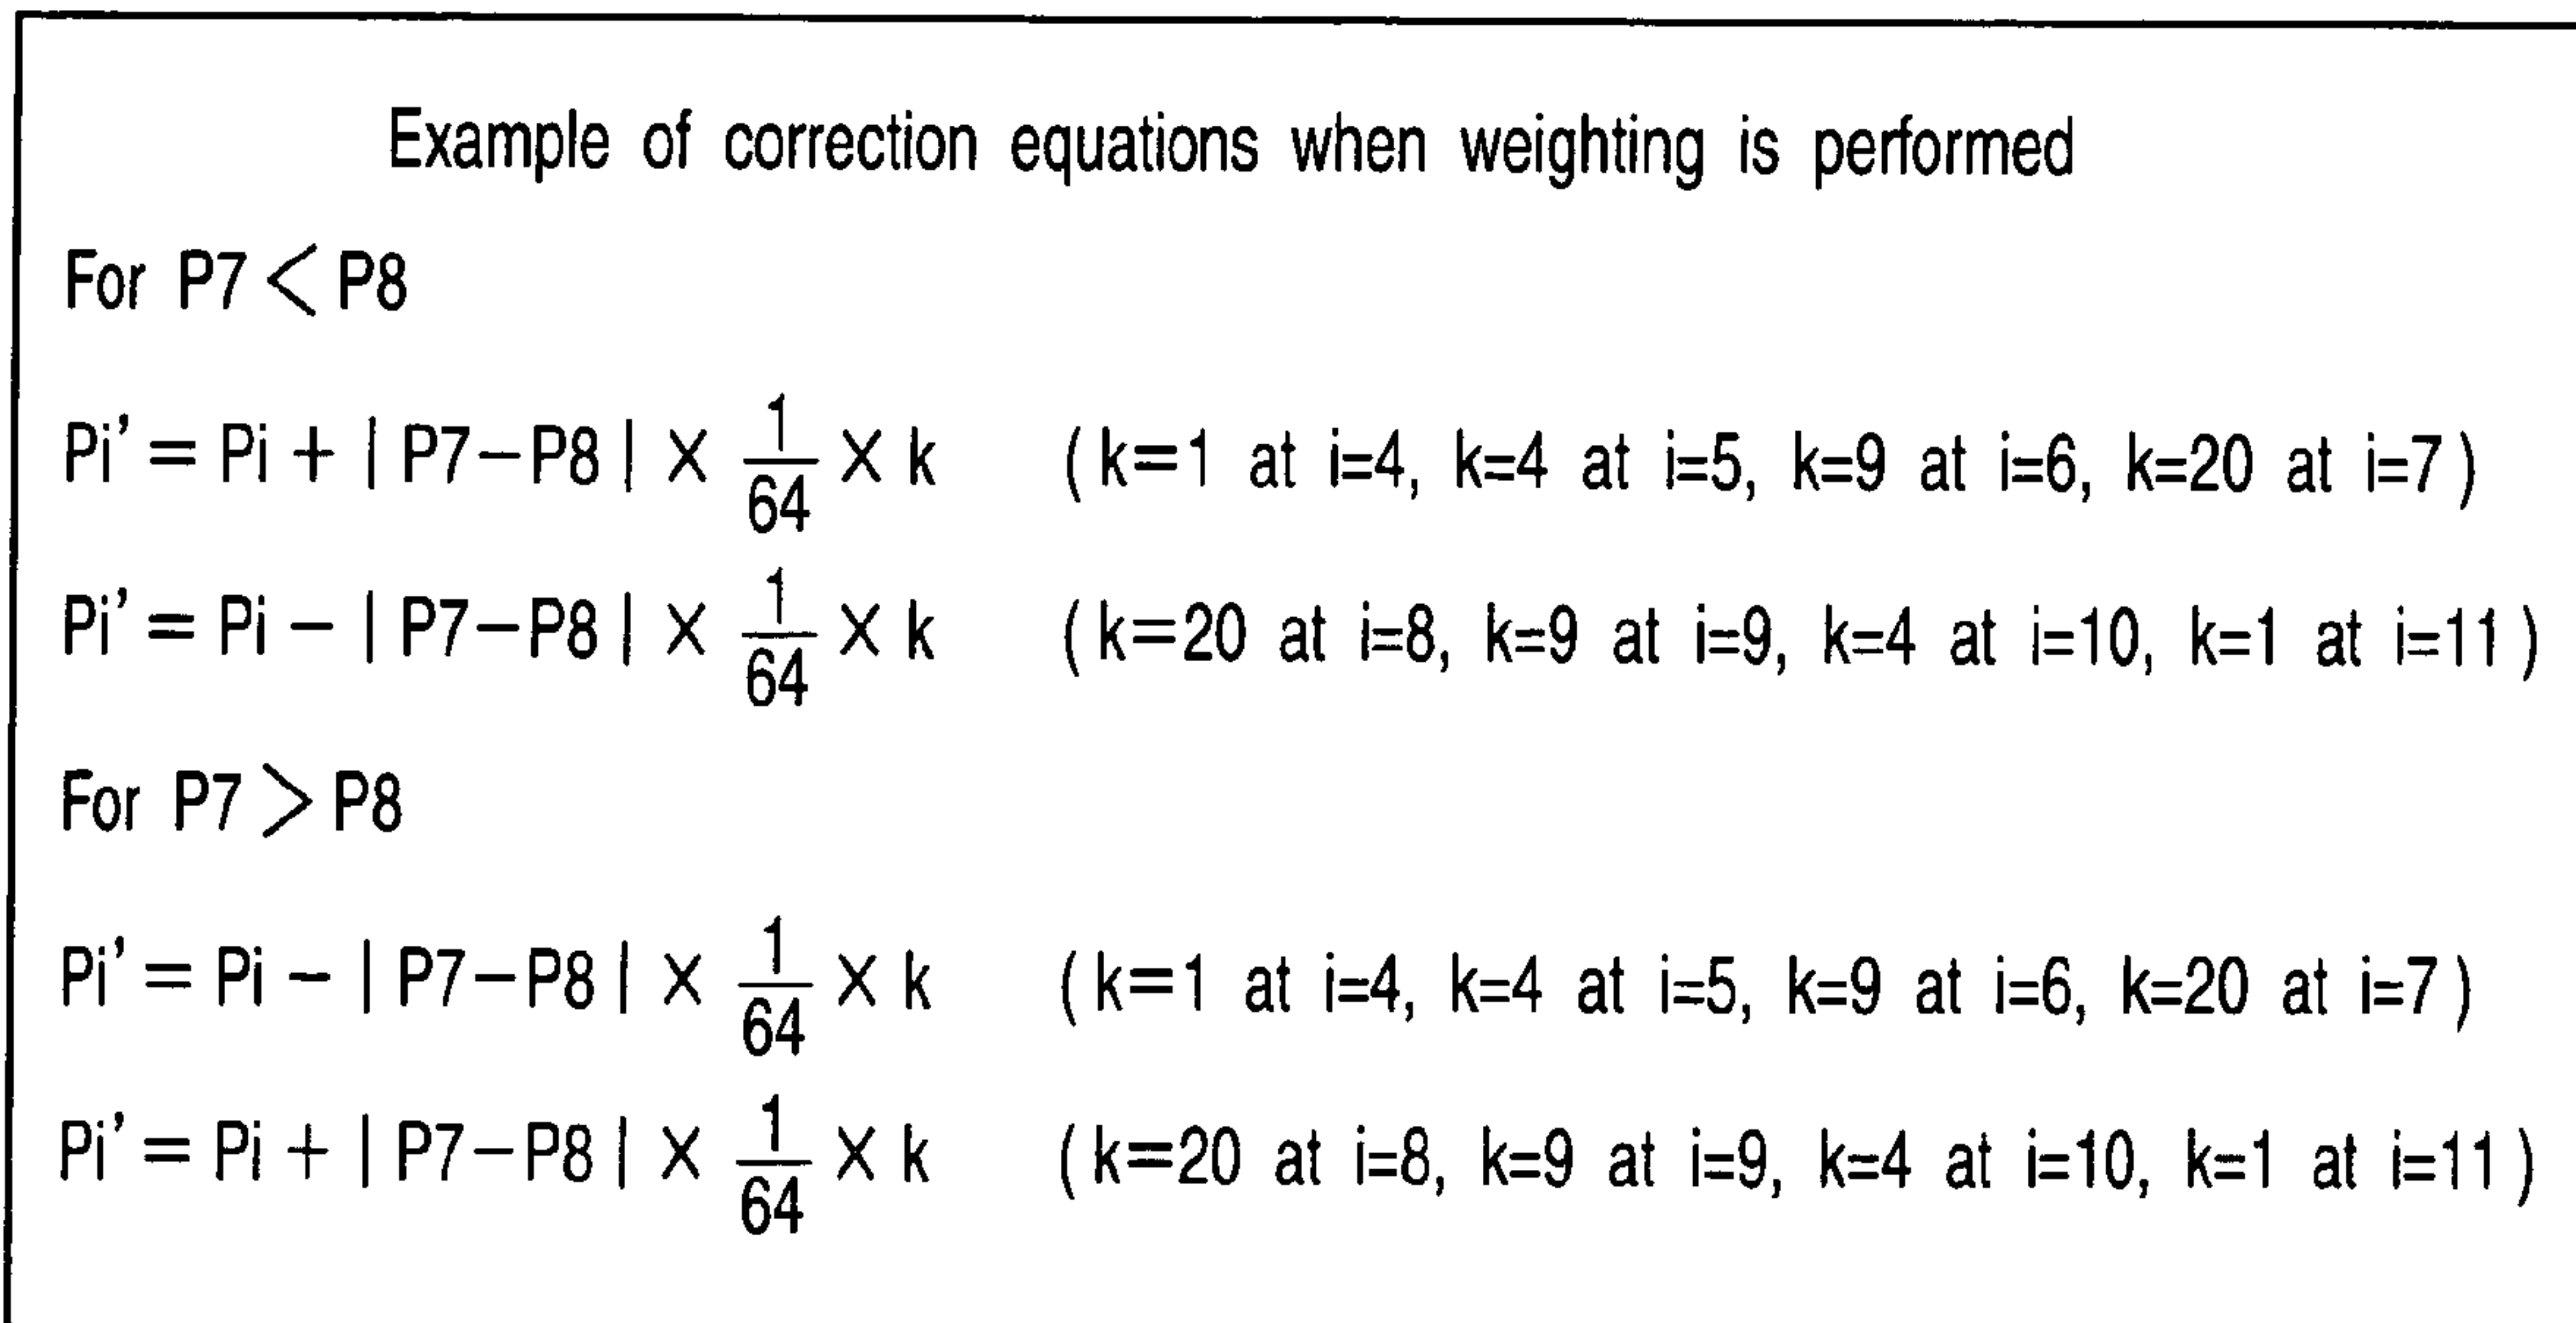 Example of correction equations when weighting is performed
For P7 < P8
Pi' = Pi + | P7−P8 | × 1/64 × k (k=1 at i=4, k=4 at i=5, k=9 at i=6, k=20 at i=7)
Pi' = Pi − | P7−P8 | × 1/64 × k (k=20 at i=8, k=9 at i=9, k=4 at i=10, k=1 at i=11)
For P7 > P8
Pi' = Pi − | P7−P8 | × 1/64 × k (k=1 at i=4, k=4 at i=5, k=9 at i=6, k=20 at i=7)
Pi' = Pi + | P7−P8 | × 1/64 × k (k=20 at i=8, k=9 at i=9, k=4 at i=10, k=1 at i=11)